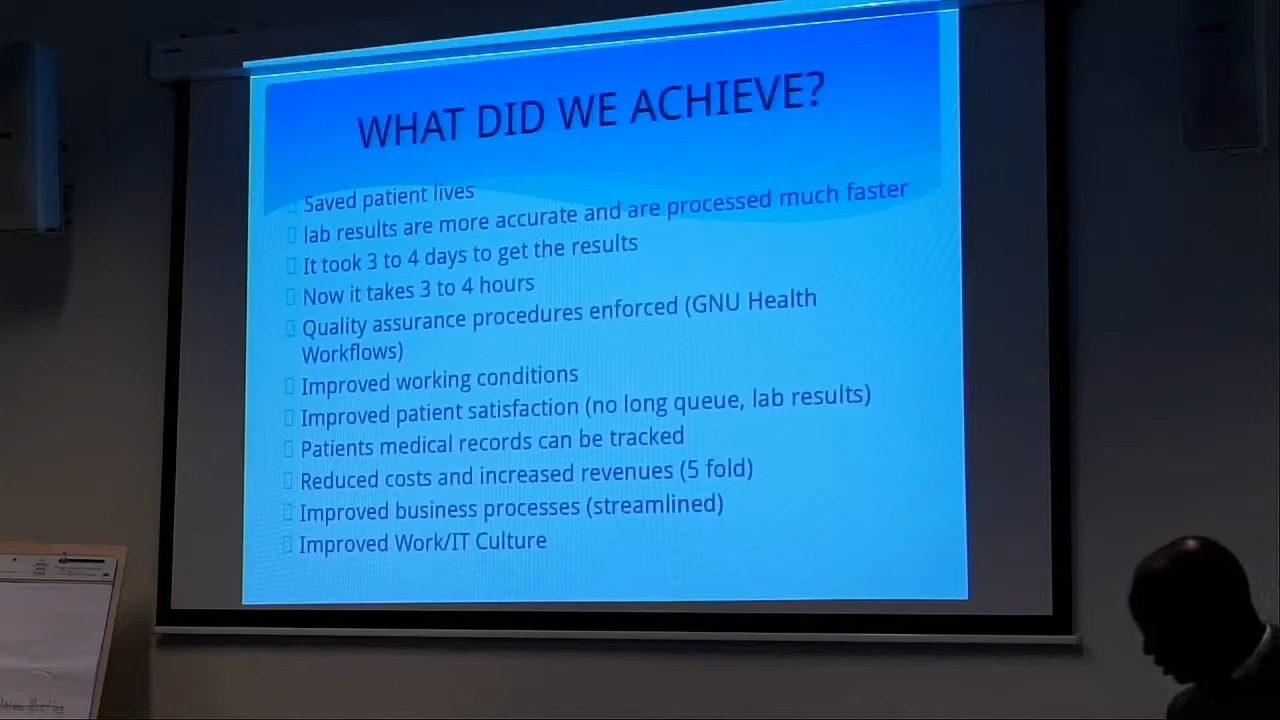 WHAT DID WE ACHIEVE?
Saved patient lives
lab results are more accurate and are processed much faster
It took 3 to 4 days to get the results
Now it takes 3 to 4 hours
Quality assurance procedures enforced (GNU Health
Workflows)
Improved working conditions
Improved patient satisfaction (no long queue, lab results)
Patients medical records can be tracked
Reduced costs and increased revenues (5 fold)
Improved business processes (streamlined)
Improved Work/IT Culture